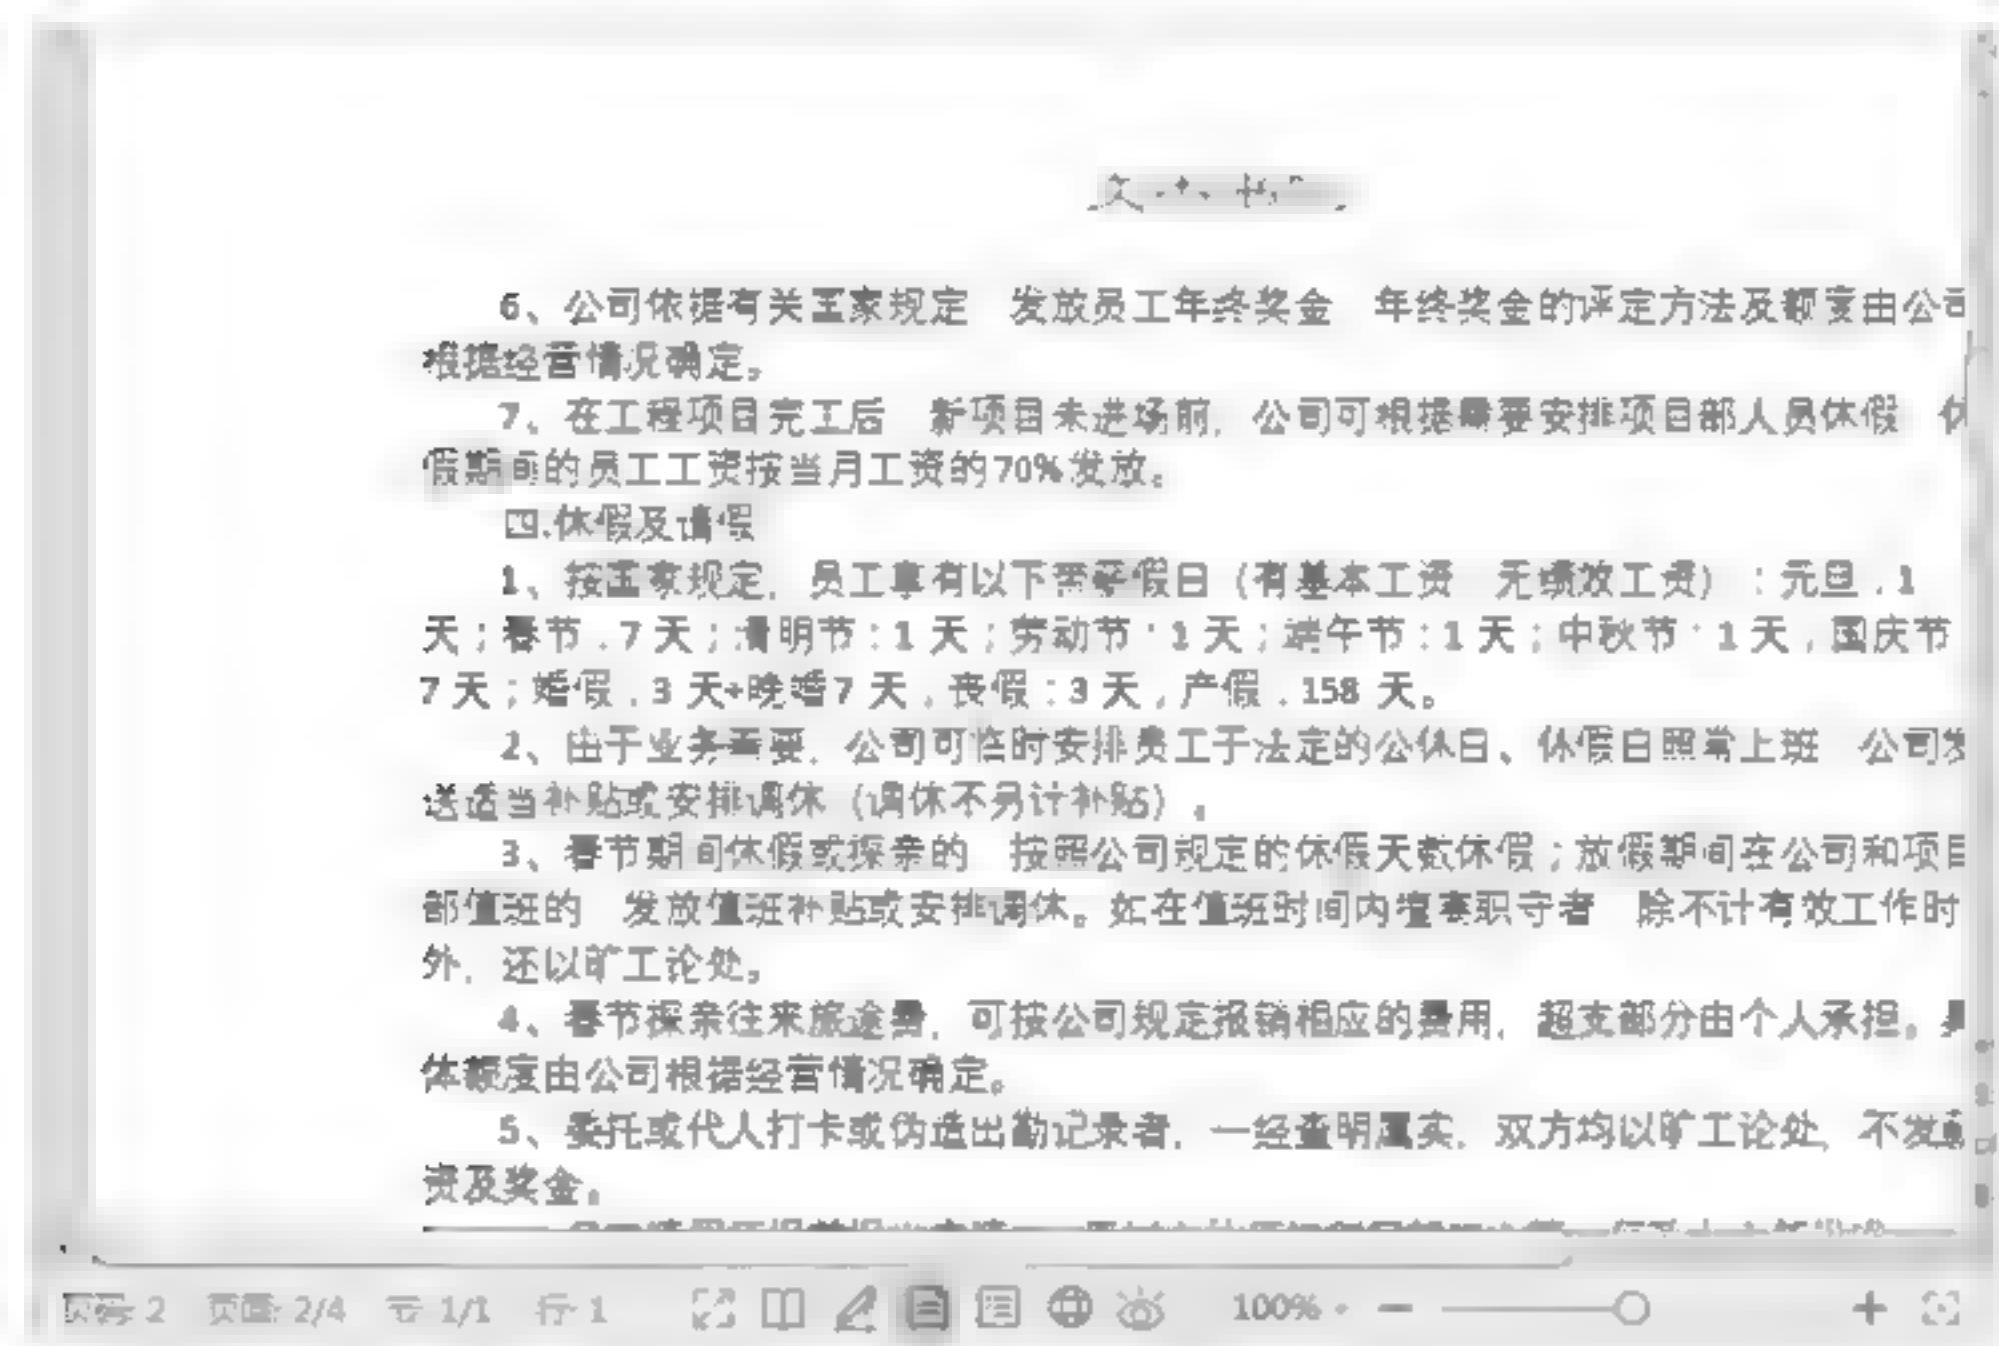 6、公司依据有关国家规定 发放员工年终奖金 年终奖金的评定方法及额度由公司
根据经营情况确定。
7、在工程项目完工后 新项目未进场前,公司可根据需要安排项目部人员休假 休
假期间的员工工资按当月工资的70%发放。
四.休假及请假
1、按国家规定,员工享有以下带薪假日(有基本工资 无绩效工资):元旦:1
天;春节:7天;清明节:1天;劳动节:1天;端午节:1天;中秋节:1天,国庆节
7天;婚假:3天+晚婚7天,丧假:3天,产假:158天。
2、由于业务需要,公司可临时安排员工于法定的公休日、休假日照常上班 公司发
送适当补贴或安排调休(调休不另计补贴)。
3、春节期间休假或探亲的 按照公司规定的休假天数休假;放假期间在公司和项目
部值班的 发放值班补贴或安排调休。如在值班时间内擅离职守者 除不计有效工作时
外,还以旷工论处。
4、春节探亲往来旅途费,可按公司规定报销相应的费用,超支部分由个人承担。具
体额度由公司根据经营情况确定。
5、委托或代人打卡或伪造出勤记录者,一经查明属实,双方均以旷工论处,不发
资及奖金。
页码: 2 页面: 2/4 节: 1/1 行: 1 100%